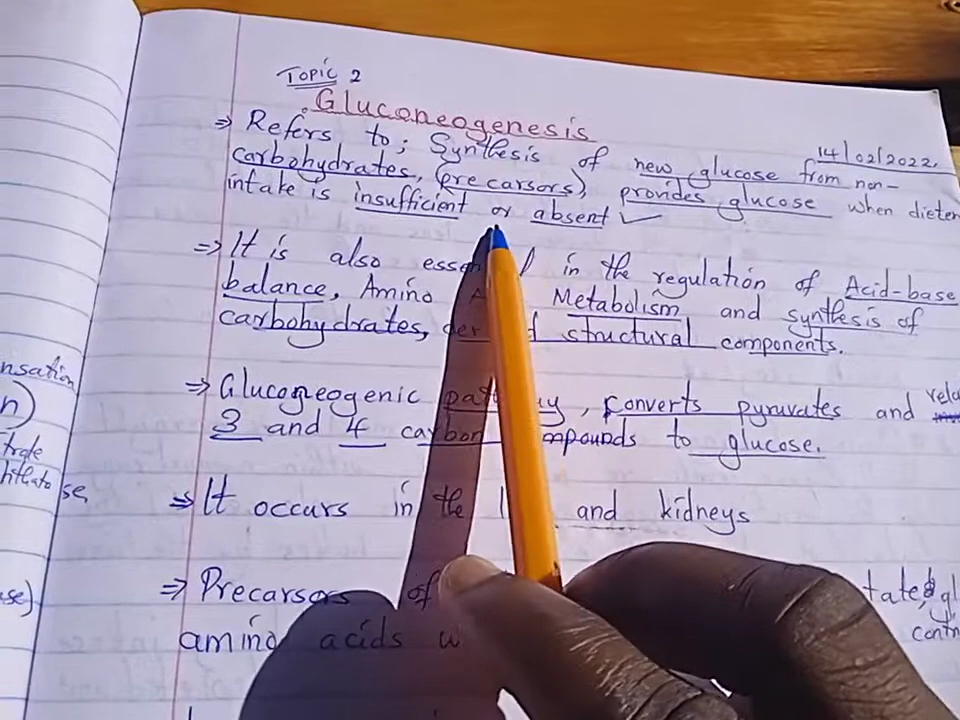 Topic 2
Gluconeogenesis
14/02/2022.
⇒ Refers to; Synthesis of new glucose from non-
carbohydrates, (precarsors), provides glucose when dieter
intake is insufficient or absent ✓
⇒ It is also in the regulation of Acid-base
balance, Amino Metabolism and synthesis of
carbohydrates, structural components.
⇒ Gluconeogenic , converts pyruvates and
3 and 4 carbon to glucose.
⇒ It occurs in the and kidneys
⇒ Precarsors of
amino acids
nsation
n)